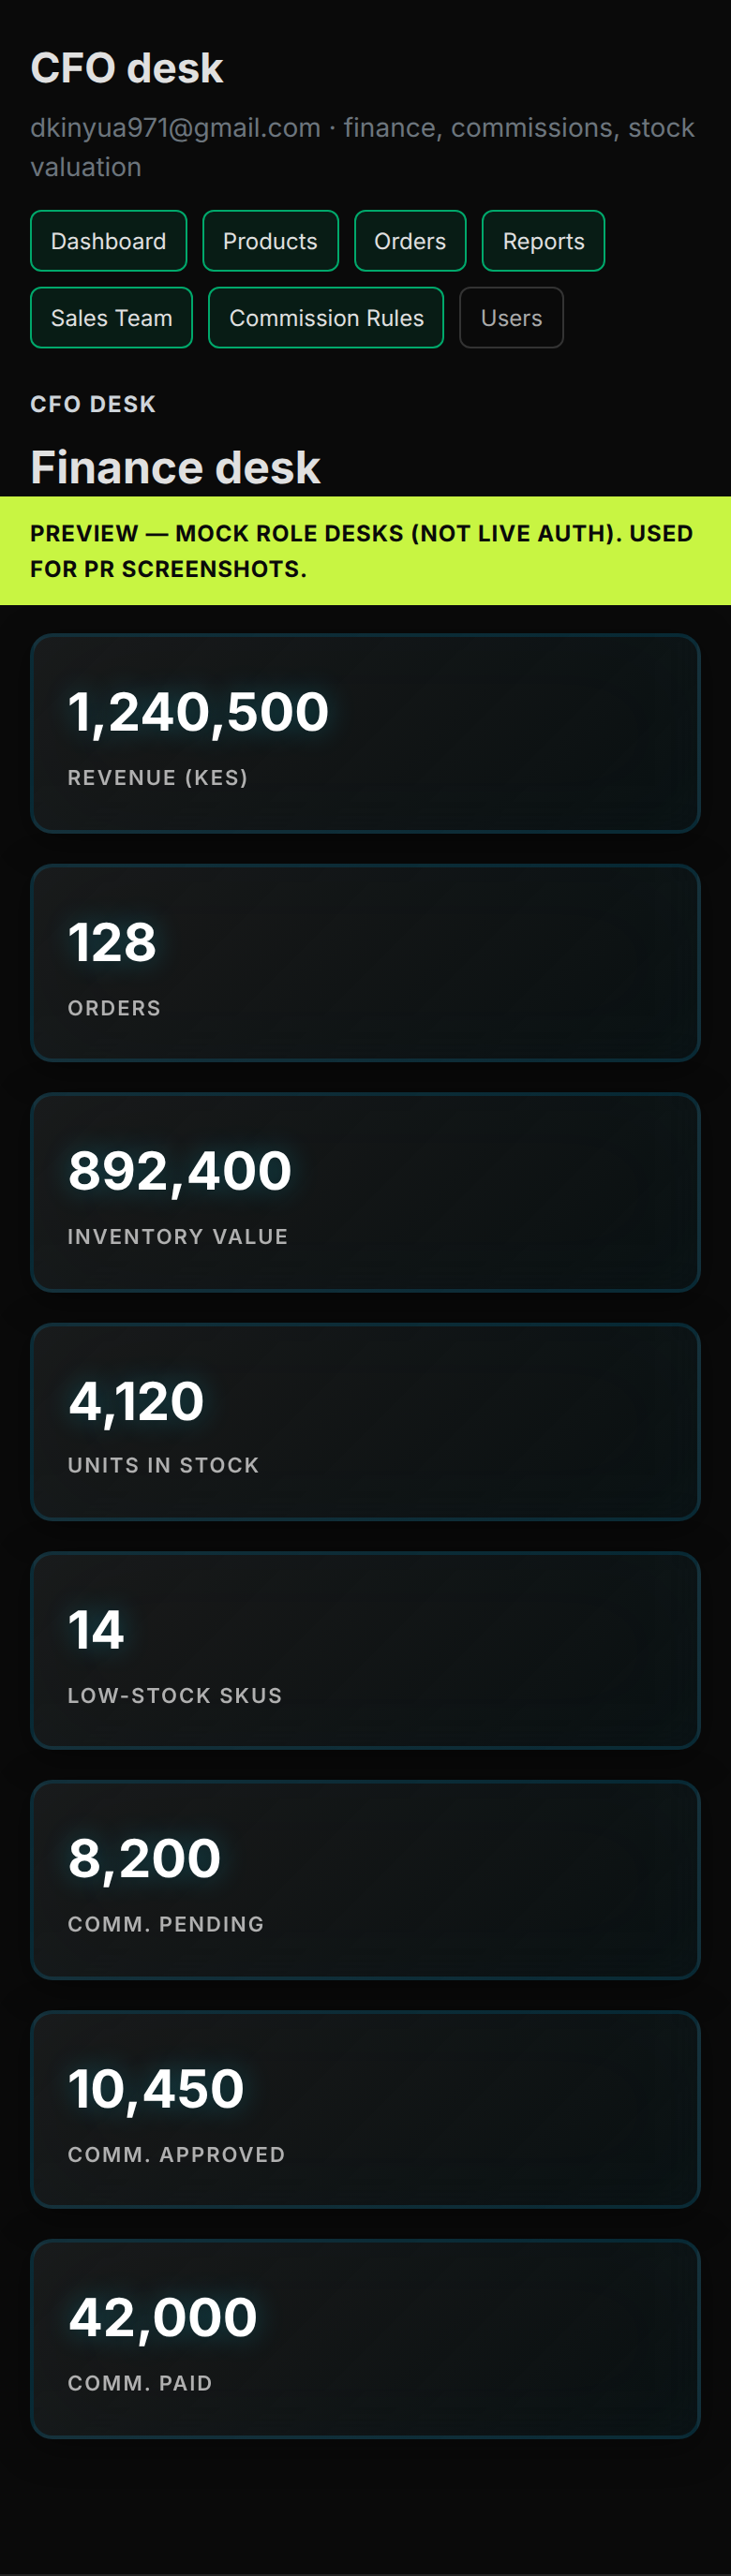 CFO desk
dkinyua971@gmail.com · finance, commissions, stock
valuation
Dashboard Products Orders Reports
Sales Team Commission Rules Users
CFO DESK
Finance desk
PREVIEW — MOCK ROLE DESKS (NOT LIVE AUTH). USED
FOR PR SCREENSHOTS.
1,240,500
REVENUE (KES)
128
ORDERS
892,400
INVENTORY VALUE
4,120
UNITS IN STOCK
14
LOW-STOCK SKUS
8,200
COMM. PENDING
10,450
COMM. APPROVED
42,000
COMM. PAID